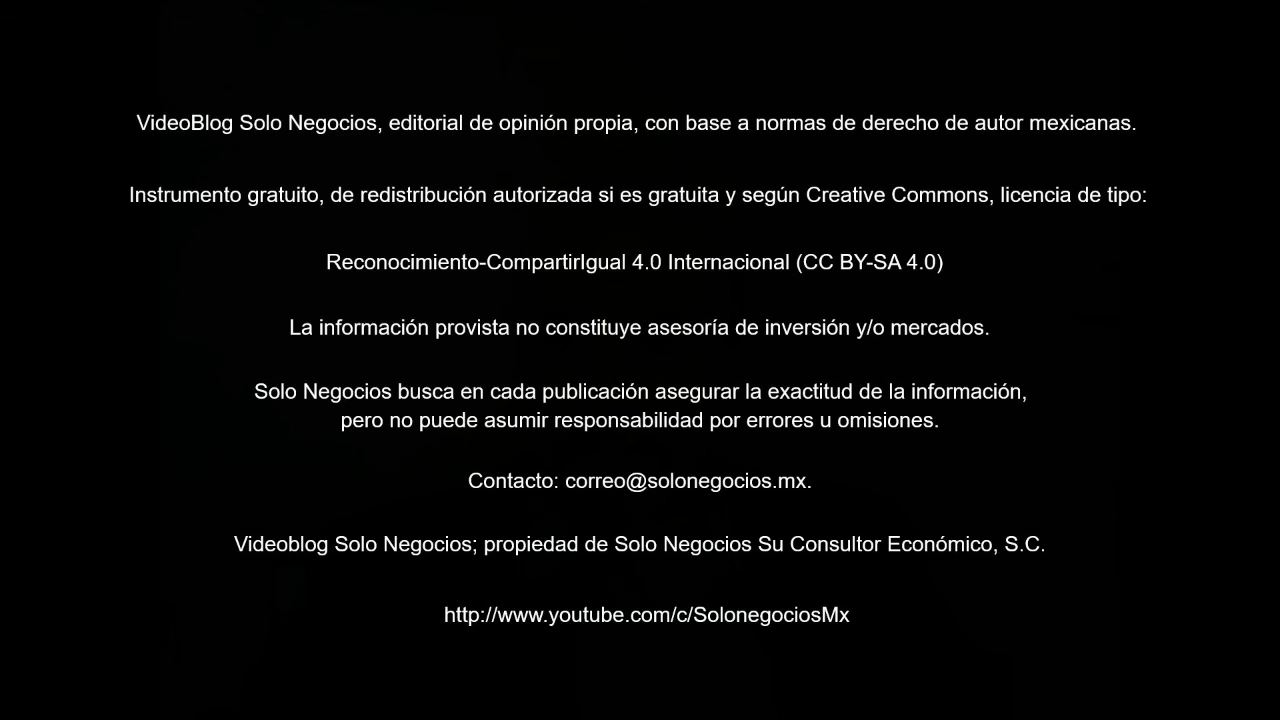 VideoBlog Solo Negocios, editorial de opinión propia, con base a normas de derecho de autor mexicanas.
Instrumento gratuito, de redistribución autorizada si es gratuita y según Creative Commons, licencia de tipo:
Reconocimiento-CompartirIgual 4.0 Internacional (CC BY-SA 4.0)
La información provista no constituye asesoría de inversión y/o mercados.
Solo Negocios busca en cada publicación asegurar la exactitud de la información,
pero no puede asumir responsabilidad por errores u omisiones.
Contacto: correo@solonegocios.mx.
Videoblog Solo Negocios; propiedad de Solo Negocios Su Consultor Económico, S.C.
http://www.youtube.com/c/SolonegociosMx